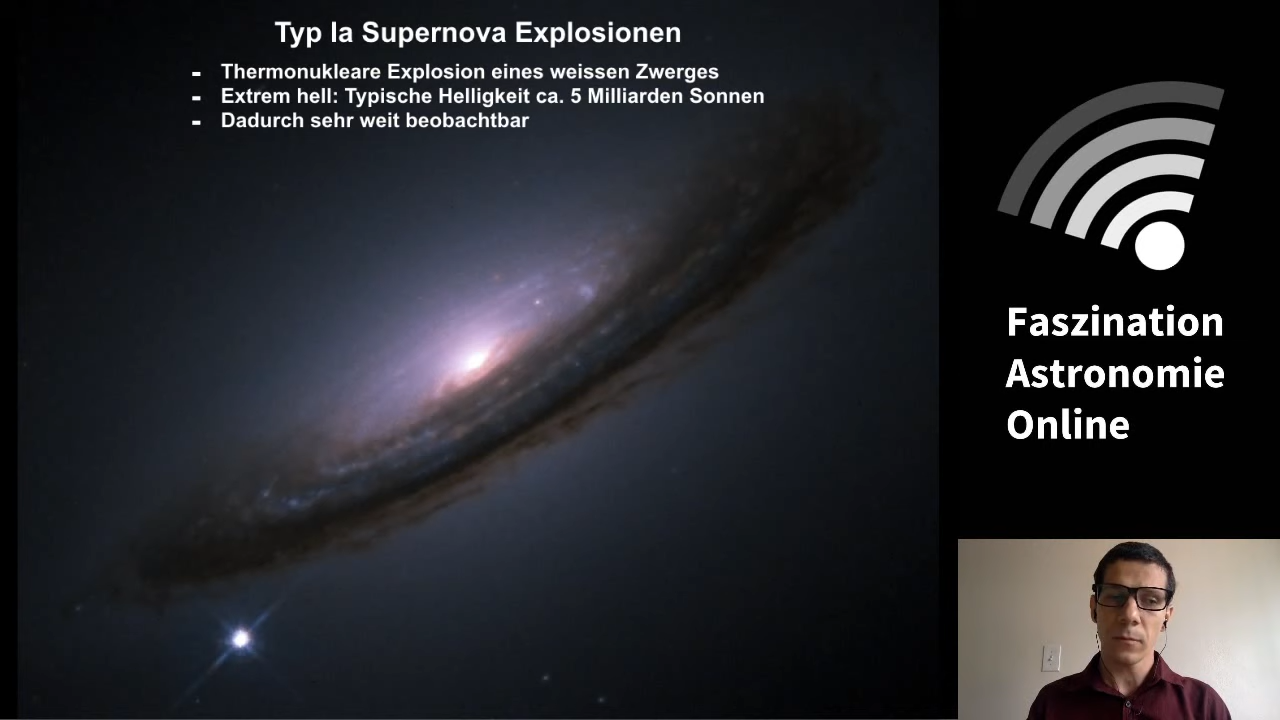 Typ Ia Supernova Explosionen
- Thermonukleare Explosion eines weissen Zwerges
- Extrem hell: Typische Helligkeit ca. 5 Milliarden Sonnen
- Dadurch sehr weit beobachtbar
Faszination
Astronomie
Online